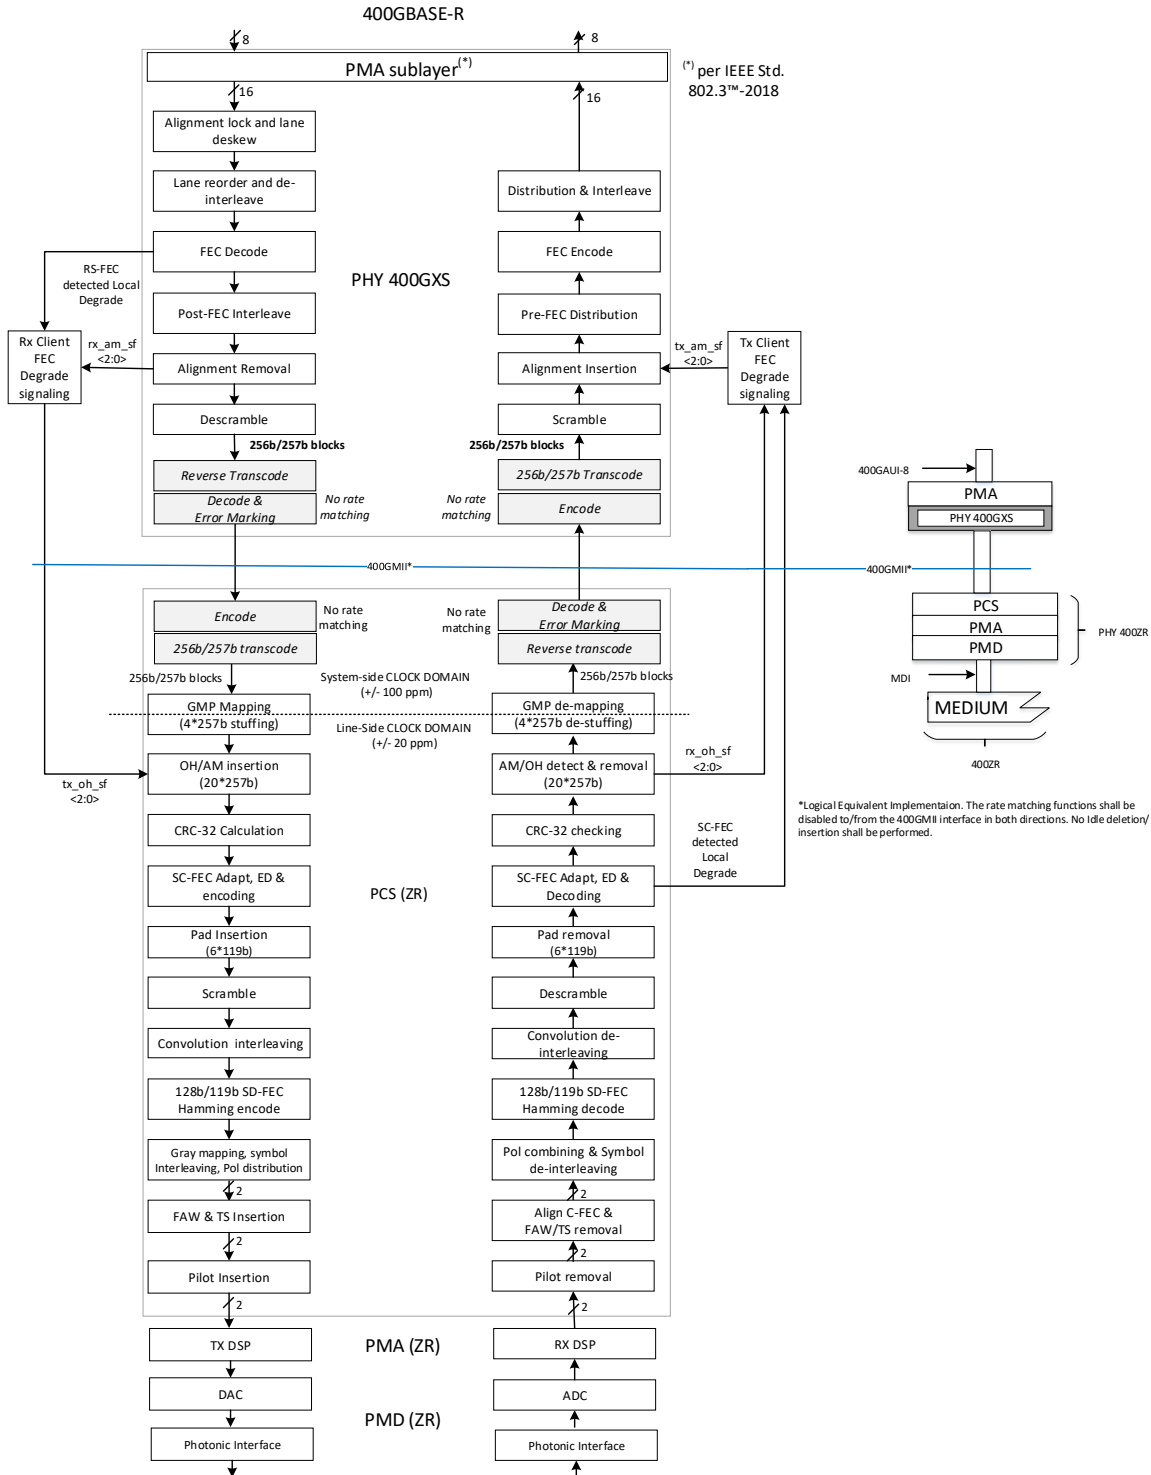 400GBASE-R
8
8
PMA sublayer(*)
(*) per IEEE Std.
802.3™-2018
16
16
Alignment lock and lane
deskew
Lane reorder and de-
interleave
Distribution & Interleave
FEC Decode
FEC Encode
RS-FEC
detected Local
Degrade
PHY 400GXS
Post-FEC Interleave
Pre-FEC Distribution
Rx Client
FEC
Degrade
signaling
rx_am_sf
<2:0>
Alignment Removal
Alignment Insertion
tx_am_sf
<2:0>
Tx Client
FEC
Degrade
signaling
Descramble
Scramble
256b/257b blocks
256b/257b blocks
Reverse Transcode
256b/257b Transcode
Decode &
Error Marking
No rate
matching
No rate
matching
Encode
400GAUI-8
PMA
PHY 400GXS
400GMII*
400GMII*
Encode
No rate
matching
No rate
matching
Decode &
Error Marking
256b/257b transcode
Reverse transcode
PCS
PMA
PMD
PHY 400ZR
MDI
MEDIUM
400ZR
256b/257b blocks
System-side CLOCK DOMAIN
(+/- 100 ppm)
256b/257b blocks
GMP Mapping
(4*257b stuffing)
GMP de-mapping
(4*257b de-stuffing)
Line-Side CLOCK DOMAIN
(+/- 20 ppm)
tx_oh_sf
<2:0>
OH/AM insertion
(20*257b)
AM/OH detect & removal
(20*257b)
rx_oh_sf
<2:0>
*Logical Equivalent Implementaion. The rate matching functions shall be
disabled to/from the 400GMII interface in both directions. No Idle deletion/
insertion shall be performed.
CRC-32 Calculation
CRC-32 checking
SC-FEC
detected
Local
Degrade
SC-FEC Adapt, ED &
encoding
PCS (ZR)
SC-FEC Adapt, ED &
Decoding
Pad Insertion
(6*119b)
Pad removal
(6*119b)
Scramble
Descramble
Convolution interleaving
Convolution de-
interleaving
128b/119b SD-FEC
Hamming encode
128b/119b SD-FEC
Hamming decode
Gray mapping, symbol
Interleaving, Pol distribution
Pol combining & Symbol
de-interleaving
2
2
FAW & TS Insertion
Align C-FEC &
FAW/TS removal
2
2
Pilot Insertion
Pilot removal
2
2
TX DSP
PMA (ZR)
RX DSP
DAC
ADC
PMD (ZR)
Photonic Interface
Photonic Interface